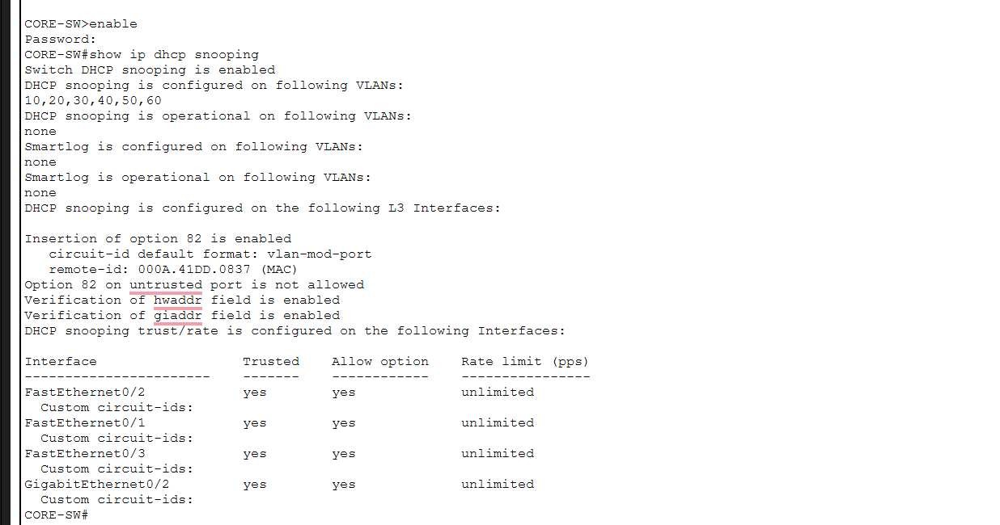 CORE-SW>enable
Password:
CORE-SW#show ip dhcp snooping
Switch DHCP snooping is enabled
DHCP snooping is configured on following VLANs:
10,20,30,40,50,60
DHCP snooping is operational on following VLANs:
none
Smartlog is configured on following VLANs:
none
Smartlog is operational on following VLANs:
none
DHCP snooping is configured on the following L3 Interfaces:

Insertion of option 82 is enabled
   circuit-id default format: vlan-mod-port
   remote-id: 000A.41DD.0837 (MAC)
Option 82 on untrusted port is not allowed
Verification of hwaddr field is enabled
Verification of giaddr field is enabled
DHCP snooping trust/rate is configured on the following Interfaces:

Interface                  Trusted    Allow option    Rate limit (pps)
-----------------------    -------    ------------    ----------------
FastEthernet0/2            yes        yes             unlimited
  Custom circuit-ids:
FastEthernet0/1            yes        yes             unlimited
  Custom circuit-ids:
FastEthernet0/3            yes        yes             unlimited
  Custom circuit-ids:
GigabitEthernet0/2         yes        yes             unlimited
  Custom circuit-ids:
CORE-SW#